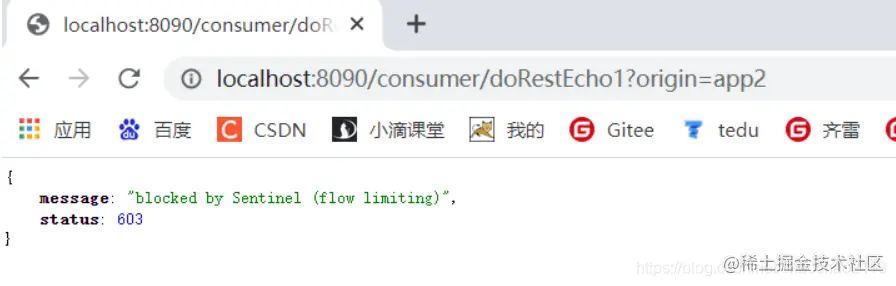 localhost:8090/consumer/doR
localhost:8090/consumer/doRestEcho1?origin=app2
应用 百度 CSDN 小滴课堂 我的 Gitee tedu 齐雷
{
message: "blocked by Sentinel (flow limiting)",
status: 603
}
@稀土掘金技术社区